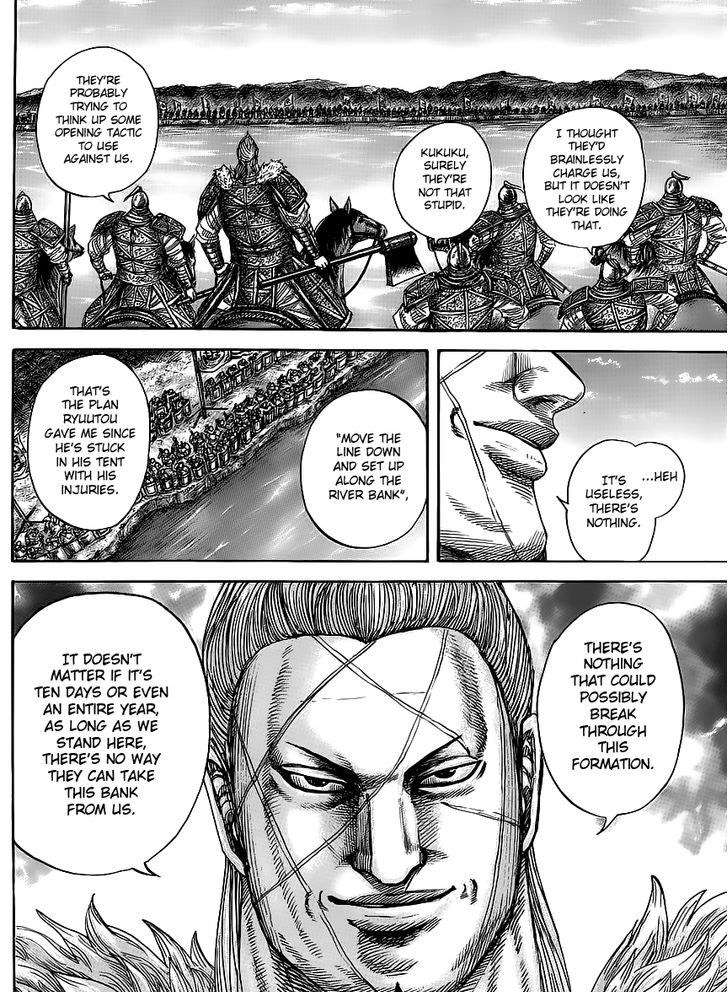 I THOUGHT
THEY'D
BRAINLESSLY
CHARGE US,
BUT IT DOESN'T
LOOK LIKE
THEY'RE DOING
THAT.
KUKUKU,
SURELY
THEY'RE
NOT THAT
STUPID.
THEY'RE
PROBABLY
TRYING TO
THINK UP SOME
OPENING TACTIC
TO USE
AGAINST US.
...HEH
IT'S
USELESS,
THERE'S
NOTHING.
"MOVE THE
LINE DOWN
AND SET UP
ALONG THE
RIVER BANK",
THAT'S
THE PLAN
RYUUTOU
GAVE ME SINCE
HE'S STUCK
IN HIS TENT
WITH HIS
INJURIES.
THERE'S
NOTHING
THAT COULD
POSSIBLY
BREAK
THROUGH
THIS
FORMATION.
IT DOESN'T
MATTER IF IT'S
TEN DAYS OR EVEN
AN ENTIRE YEAR,
AS LONG AS WE
STAND HERE,
THERE'S NO WAY
THEY CAN TAKE
THIS BANK
FROM US.